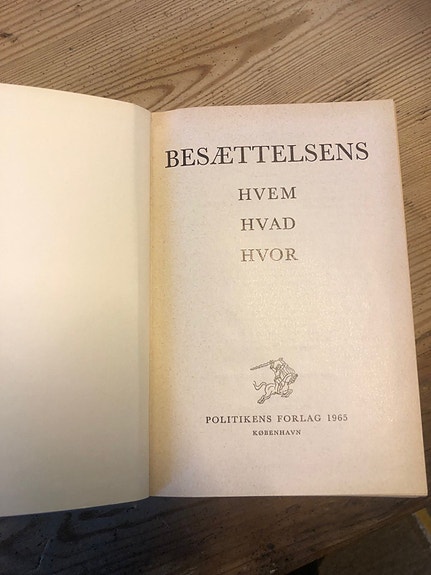 BESÆTTELSENS
HVEM
HVAD
HVOR
POLITIKENS FORLAG 1965
KØBENHAVN